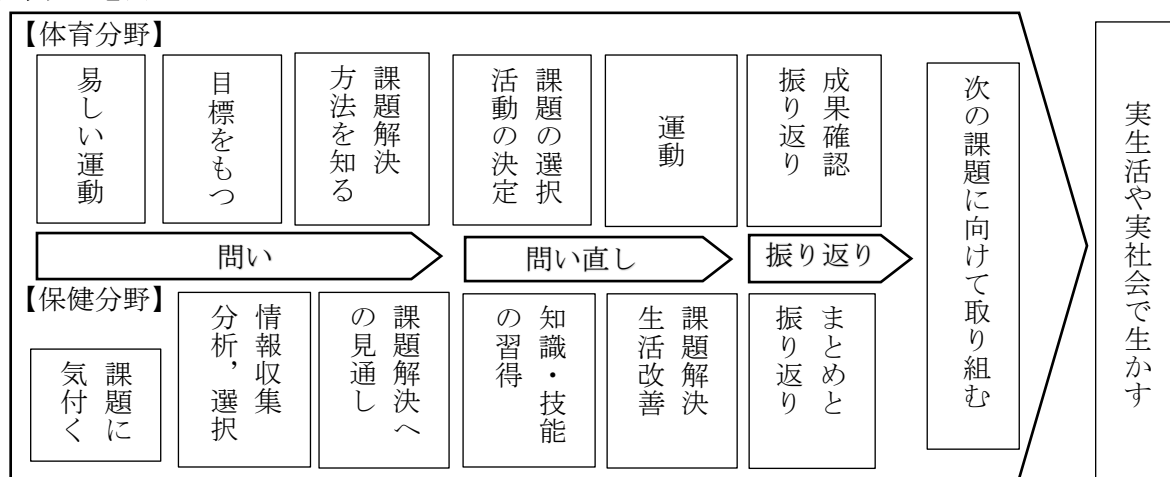 【体育分野】
易しい運動
目標をもつ
課題解決
方法を知る
課題の選択
活動の決定
運動
成果確認
振り返り
問い
問い直し
振り返り
【保健分野】
課題に
気付く
情報収集
分析，選択
課題解決へ
の見通し
知識・技能
の習得
課題解決
生活改善
まとめと
振り返り
次の課題に向けて取り組む
実生活や実社会で生かす